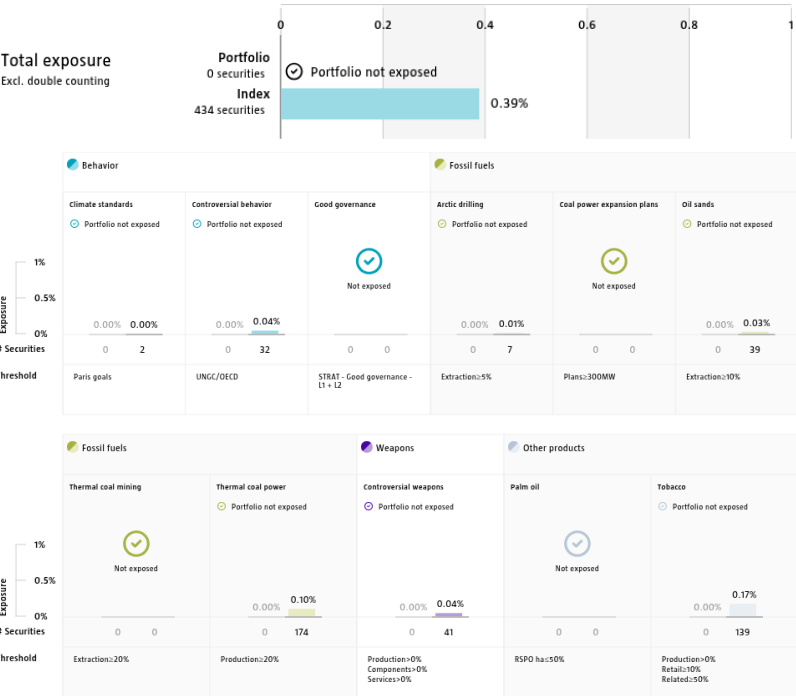 0 0.2 0.4 0.6 0.8 1
Total exposure
Excl. double counting
Portfolio
0 securities
Portfolio not exposed
Index
434 securities
0.39%
Behavior
Fossil fuels
Climate standards
Controversial behavior
Good governance
Arctic drilling
Coal power expansion plans
Oil sands
Portfolio not exposed
Portfolio not exposed
Portfolio not exposed
Portfolio not exposed
Not exposed
Not exposed
Exposure
1%
0.5%
0%
0.00% 0.00%
0.00% 0.04%
0.00% 0.01%
0.00% 0.03%
Securities
0 2
0 32
0 0
0 7
0 0
0 39
hreshold
Paris goals
UNGC/OECD
STRAT - Good governance -
L1 + L2
Extraction≥5%
Plans≥300MW
Extraction≥10%
Fossil fuels
Weapons
Other products
Thermal coal mining
Thermal coal power
Controversial weapons
Palm oil
Tobacco
Portfolio not exposed
Portfolio not exposed
Portfolio not exposed
Not exposed
Not exposed
Exposure
1%
0.5%
0%
0.00% 0.10%
0.00% 0.04%
0.00% 0.17%
Securities
0 0
0 174
0 41
0 0
0 139
hreshold
Extraction≥20%
Production≥20%
Production>0%
Components>0%
Services>0%
RSPO ha≤50%
Production>0%
Retail≥10%
Related≥50%